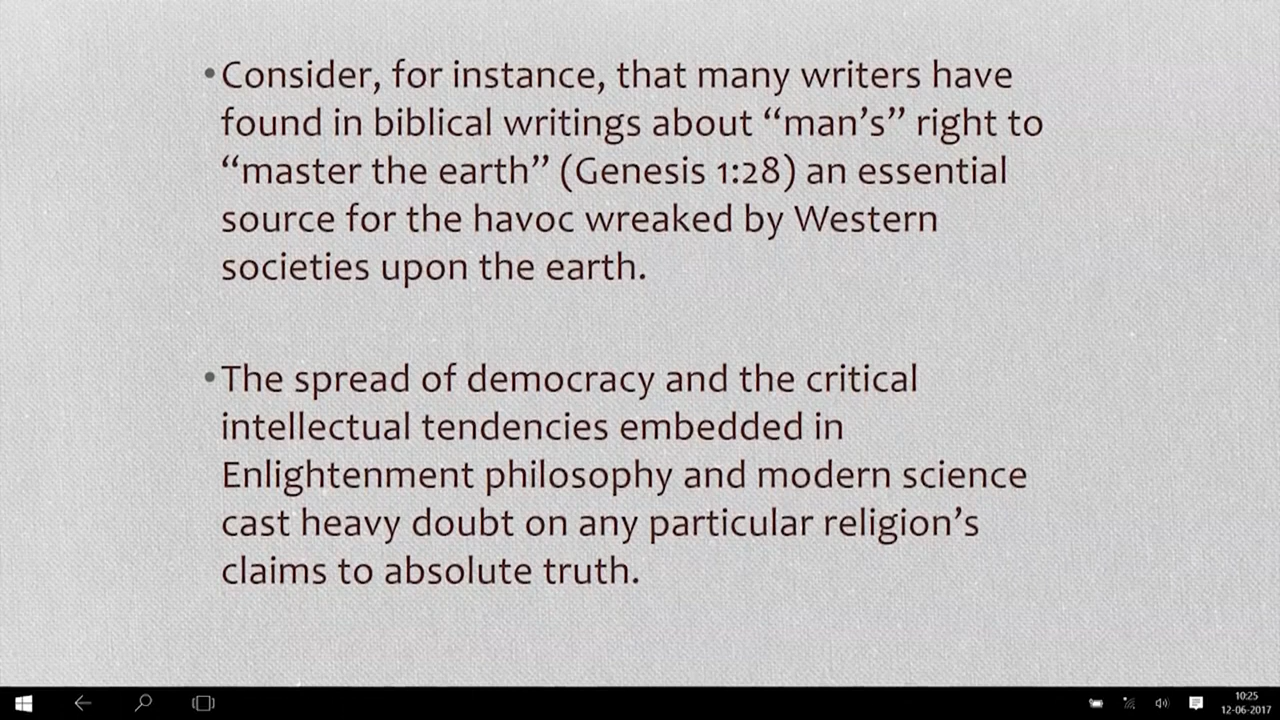 •Consider, for instance, that many writers have
found in biblical writings about “man’s” right to
“master the earth” (Genesis 1:28) an essential
source for the havoc wreaked by Western
societies upon the earth.
•The spread of democracy and the critical
intellectual tendencies embedded in
Enlightenment philosophy and modern science
cast heavy doubt on any particular religion’s
claims to absolute truth.
10:25
12-06-2017